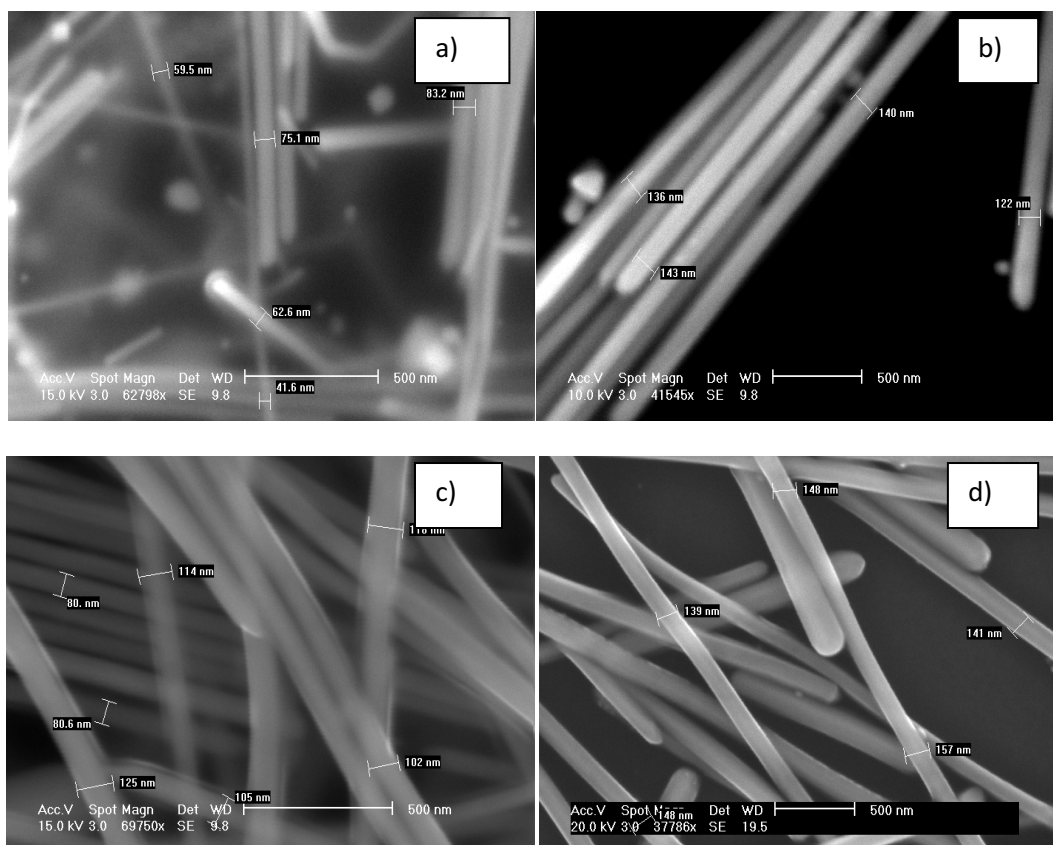 a)
59.5 nm
83.2 nm
75.1 nm
62.6 nm
Acc.V Spot Magn Det WD
500 nm
15.0 kV 3.0 62798x SE 9.8
41.6 nm
b)
140 nm
136 nm
122 nm
143 nm
Acc.V Spot Magn Det WD
500 nm
10.0 kV 3.0 41545x SE 9.8
c)
114 nm
80. nm
80.6 nm
102 nm
125 nm
105 nm
Acc.V Spot Magn Det WD
500 nm
15.0 kV 3.0 69750x SE 9.8
d)
148 nm
139 nm
141 nm
157 nm
Acc.V Spot Det WD
500 nm
148 nm
20.0 kV 3.0 37786x SE 19.5